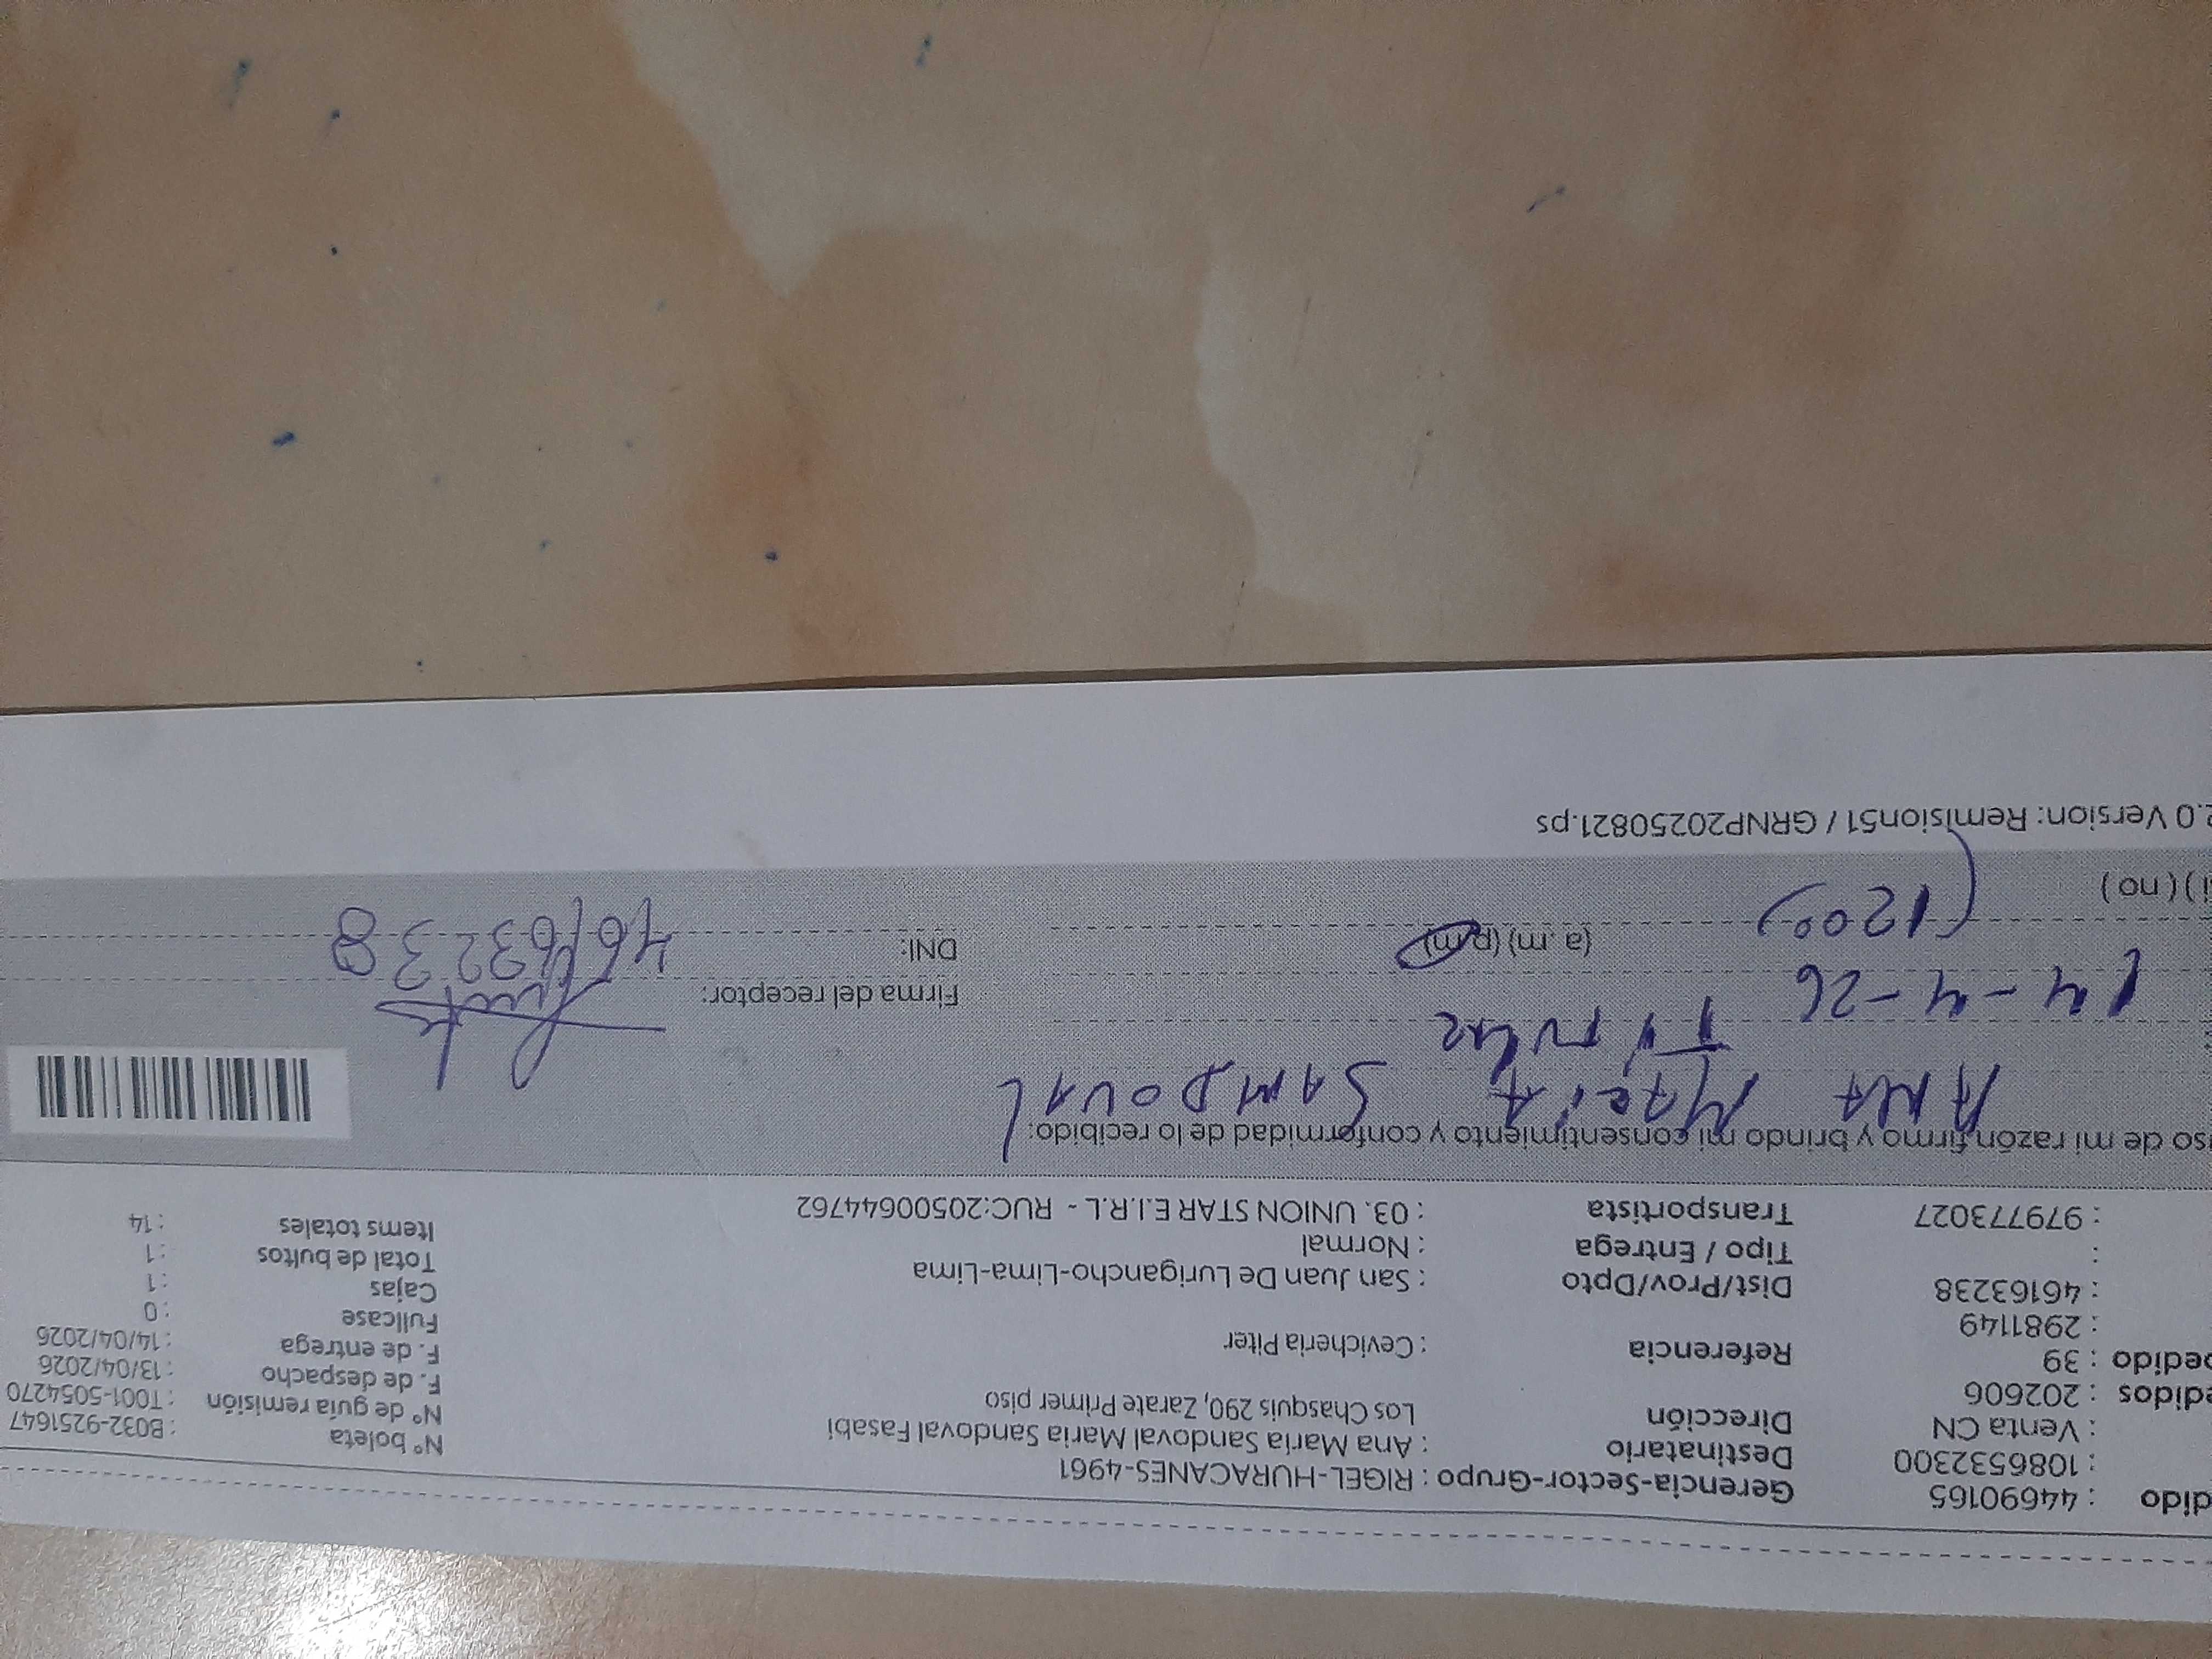 dido : 44690165 Gerencia-Sector-Grupo : RIGEL-HURACANES-4961
: 1086532300 Destinatario : Ana Maria Sandoval Maria Sandoval Fasabi Nº boleta : B032-9251647
: Venta CN Dirección Los Chasquis 290, Zarate Primer piso Nº de guía remisión : T001-5054270
edidos : 202606 F. de despacho : 13/04/2026
pedido : 39 Referencia : Cevicheria Piter F. de entrega : 14/04/2026
: 2981149 Fullcase : 0
: 46163238 Dist/Prov/Dpto : San Juan De Lurigancho-Lima-Lima Cajas : 1
: Tipo / Entrega : Normal Total de bultos : 1
: 979773027 Transportista : 03. UNION STAR E.I.R.L - RUC:20500644762 Items totales : 14
so de mi razón firmo y brindo mi consentimiento y conformidad de lo recibido:
ANA MARIA SANDOVAL
Titular
14-4-26 Firma del receptor:
(1200) (a.m) (p.m) DNI: 46163238
i ) ( no )
2.0 Version: Remision51 / GRNP20250821.ps